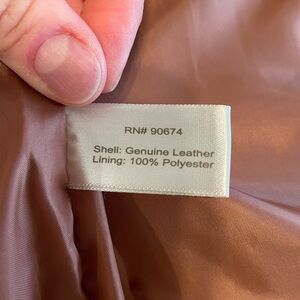 RN# 90674
Shell: Genuine Leather
Lining: 100% Polyester